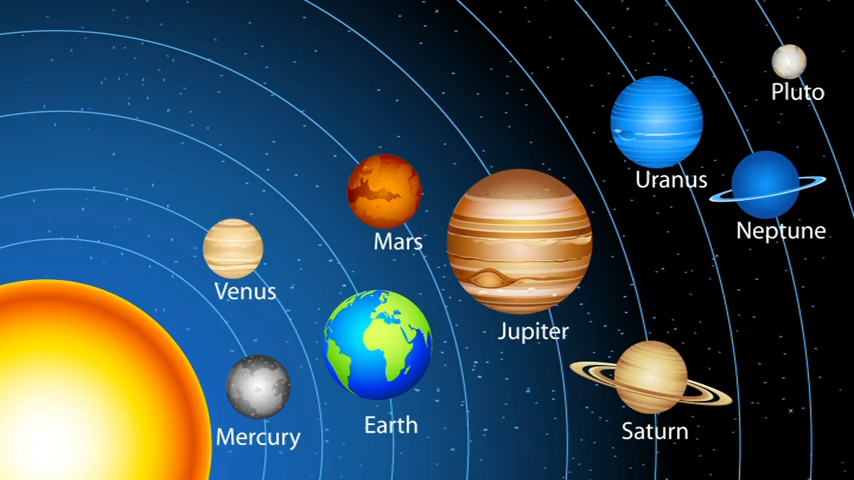 Pluto
Uranus
Neptune
Mars
Venus
Jupiter
Earth
Saturn
Mercury